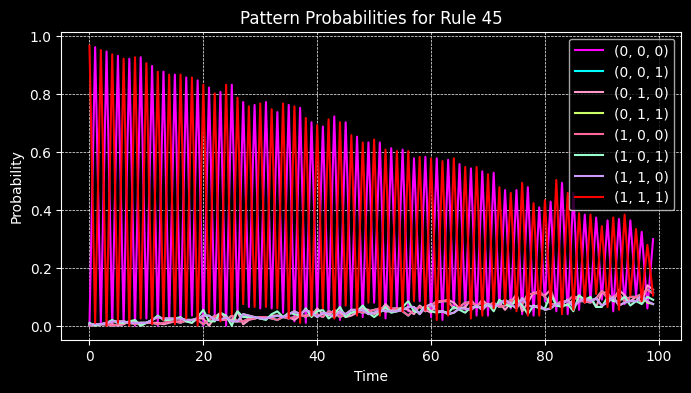 Pattern Probabilities for Rule 45
Probability
1.0
0.8
0.6
0.4
0.2
0.0
(0, 0, 0)
(0, 0, 1)
(0, 1, 0)
(0, 1, 1)
(1, 0, 0)
(1, 0, 1)
(1, 1, 0)
(1, 1, 1)
0 20 40 60 80 100
Time